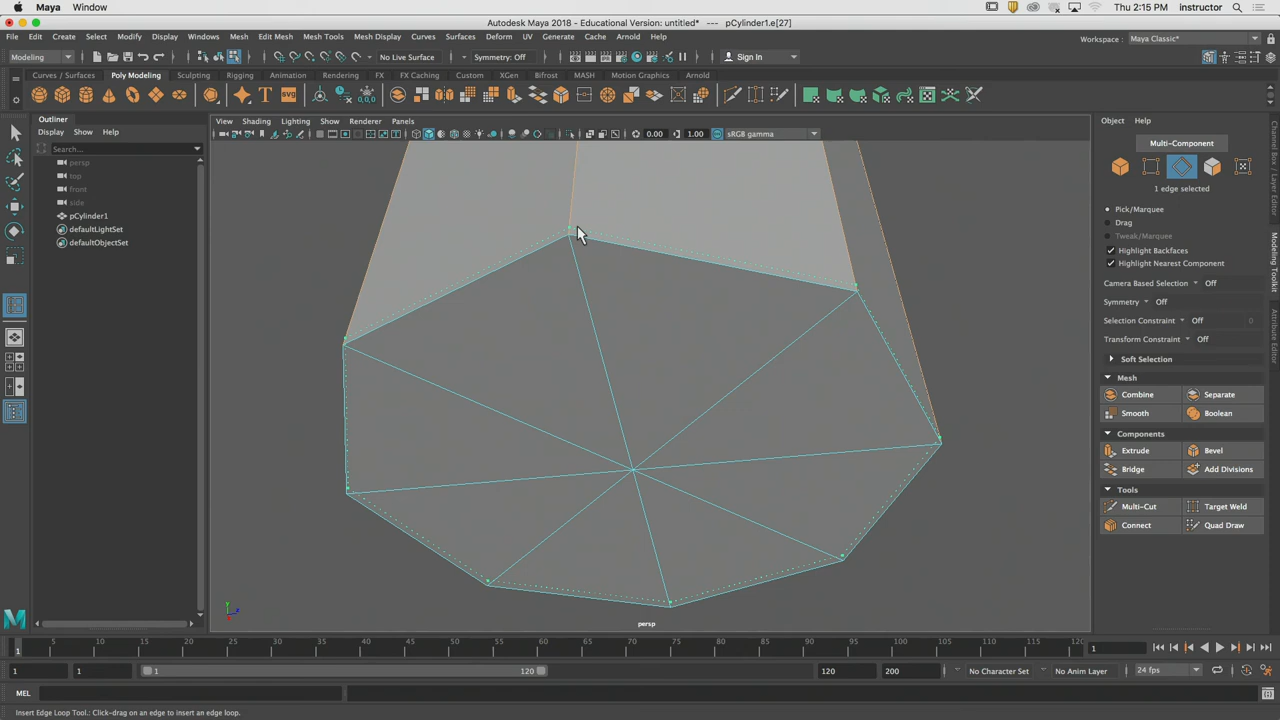 Maya Window
Thu 2:15 PM instructor
Autodesk Maya 2018 - Educational Version: untitled* --- pCylinder1.e[27]
File Edit Create Select Modify Display Windows Mesh Edit Mesh Mesh Tools Mesh Display Curves Surfaces Deform UV Generate Cache Arnold Help
Workspace : Maya Classic*
Modeling
No Live Surface
Symmetry: Off
Sign In
Curves / Surfaces Poly Modeling Sculpting Rigging Animation Rendering FX FX Caching Custom XGen Bifrost MASH Motion Graphics Arnold
Outliner
Display Show Help
Search...
persp
top
front
side
pCylinder1
defaultLightSet
defaultObjectSet
View Shading Lighting Show Renderer Panels
0.00 1.00 sRGB gamma
persp
Object Help
Multi-Component
1 edge selected
Pick/Marquee
Drag
Tweak/Marquee
Highlight Backfaces
Highlight Nearest Component
Camera Based Selection Off
Symmetry Off
Selection Constraint Off 0
Transform Constraint Off
Soft Selection
Mesh
Combine Separate
Smooth Boolean
Components
Extrude Bevel
Bridge Add Divisions
Tools
Multi-Cut Target Weld
Connect Quad Draw
Channel Box / Layer Editor
Modeling Toolkit
Attribute Editor
1 5 10 15 20 25 30 35 40 45 50 55 60 65 70 75 80 85 90 95 100 105 110 115 120
1
1 1 1 120 120 200 No Character Set No Anim Layer 24 fps
MEL
Insert Edge Loop Tool: Click-drag on an edge to insert an edge loop.